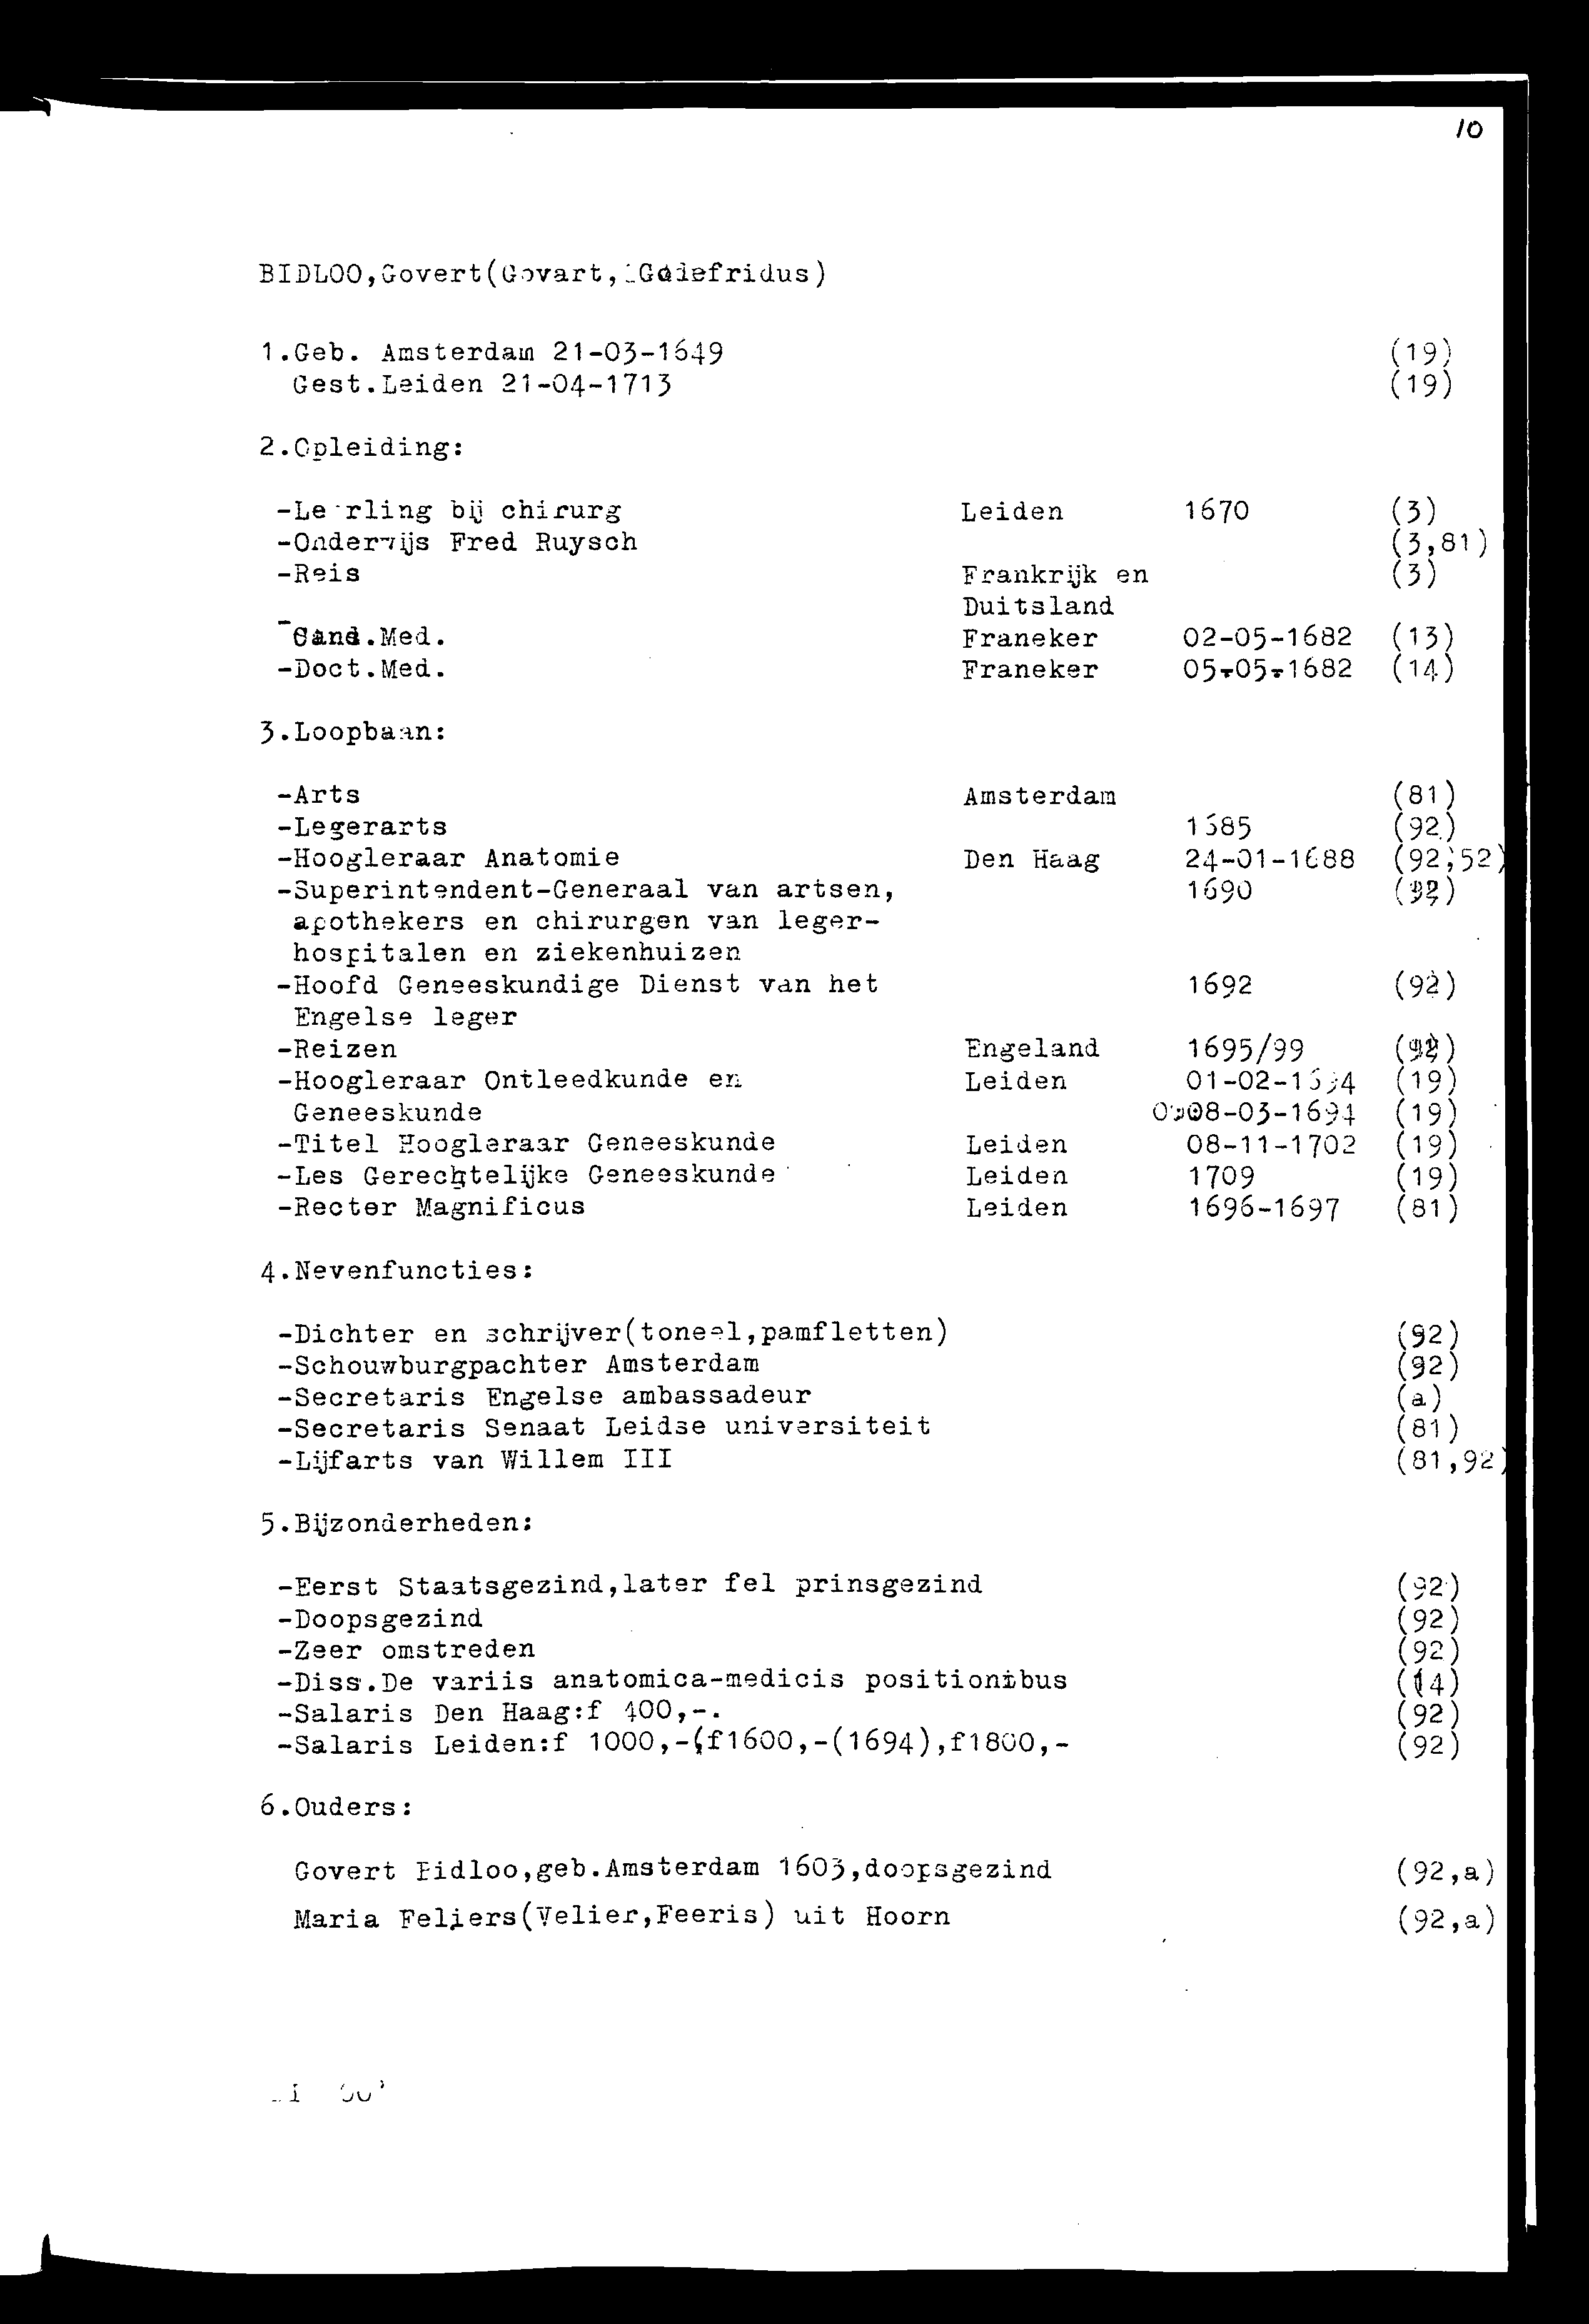 10
BIDLOO,Govert(Govart, Godefridus)
1.Geb. Amsterdam 21-03-1649 (19)
Gest.Leiden 21-04-1713 (19)
2.Opleiding:
-Leerling bij chirurg Leiden 1670 (3)
-Onderwijs Fred Ruysch (3,81)
-Reis Frankrijk en (3)
Duitsland
-Cand.Med. Franeker 02-05-1682 (13)
-Doct.Med. Franeker 05-05-1682 (14)
3.Loopbaan:
-Arts Amsterdam (81)
-Legerarts 1685 (92)
-Hoogleraar Anatomie Den Haag 24-01-1688 (92,52)
-Superintendent-Generaal van artsen, 1690 (92)
apothekers en chirurgen van leger-
hospitalen en ziekenhuizen
-Hoofd Geneeskundige Dienst van het 1692 (92)
Engelse leger
-Reizen Engeland 1695/99 (92)
-Hoogleraar Ontleedkunde en Leiden 01-02-1694 (19)
Geneeskunde 08-03-1694 (19)
-Titel Hoogleraar Geneeskunde Leiden 08-11-1702 (19)
-Les Gerechtelijke Geneeskunde Leiden 1709 (19)
-Recter Magnificus Leiden 1696-1697 (81)
4.Nevenfuncties:
-Dichter en schrijver(toneel,pamfletten) (92)
-Schouwburgpachter Amsterdam (92)
-Secretaris Engelse ambassadeur (a)
-Secretaris Senaat Leidse universiteit (81)
-Lijfarts van Willem III (81,92)
5.Bijzonderheden:
-Eerst Staatsgezind,later fel prinsgezind (92)
-Doopsgezind (92)
-Zeer omstreden (92)
-Diss.De variis anatomica-medicis positionibus (14)
-Salaris Den Haag:f 400,-. (92)
-Salaris Leiden:f 1000,-,f1600,-(1694),f1800,- (92)
6.Ouders:
Govert Bidloo,geb.Amsterdam 1603,doopsgezind (92,a)
Maria Feliers(Velier,Feeris) uit Hoorn (92,a)